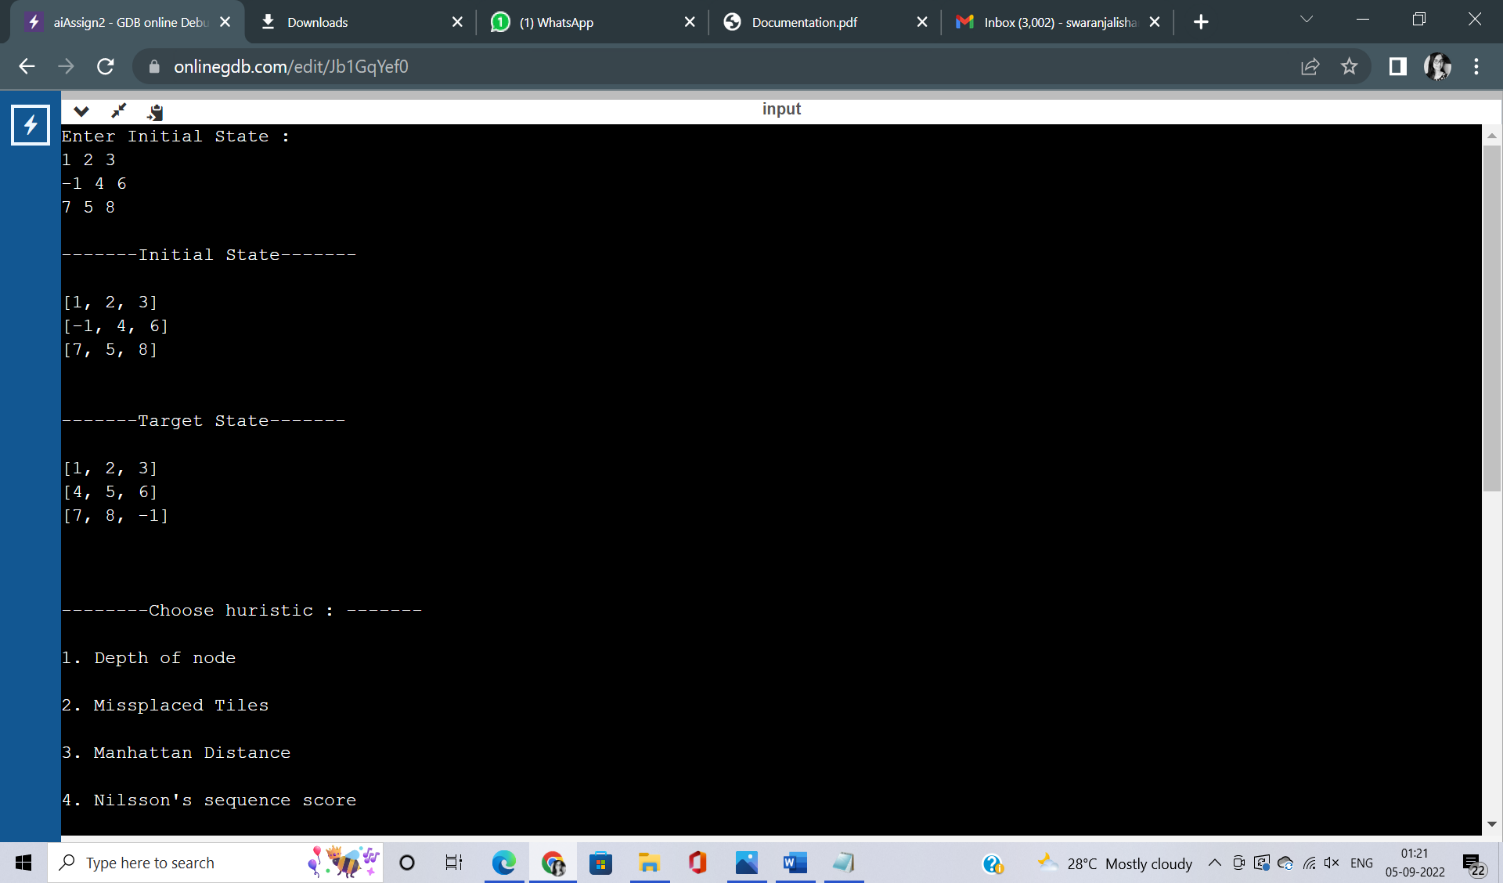 aiAssign2 - GDB online Debu
Downloads
(1) WhatsApp
Documentation.pdf
Inbox (3,002) - swaranjalisha
onlinegdb.com/edit/Jb1GqYef0
input
Enter Initial State :
1 2 3
-1 4 6
7 5 8
-------Initial State-------
[1, 2, 3]
[-1, 4, 6]
[7, 5, 8]
-------Target State-------
[1, 2, 3]
[4, 5, 6]
[7, 8, -1]
--------Choose huristic : -------
1. Depth of node
2. Missplaced Tiles
3. Manhattan Distance
4. Nilsson's sequence score
Type here to search
28°C Mostly cloudy
ENG
01:21
05-09-2022
22